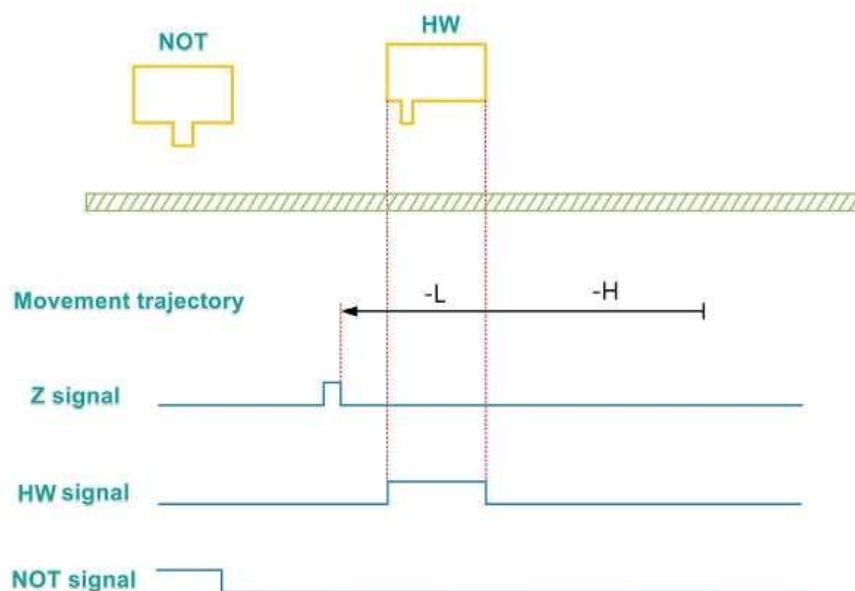 NOT
HW
Movement trajectory
-L
-H
Z signal
HW signal
NOT signal